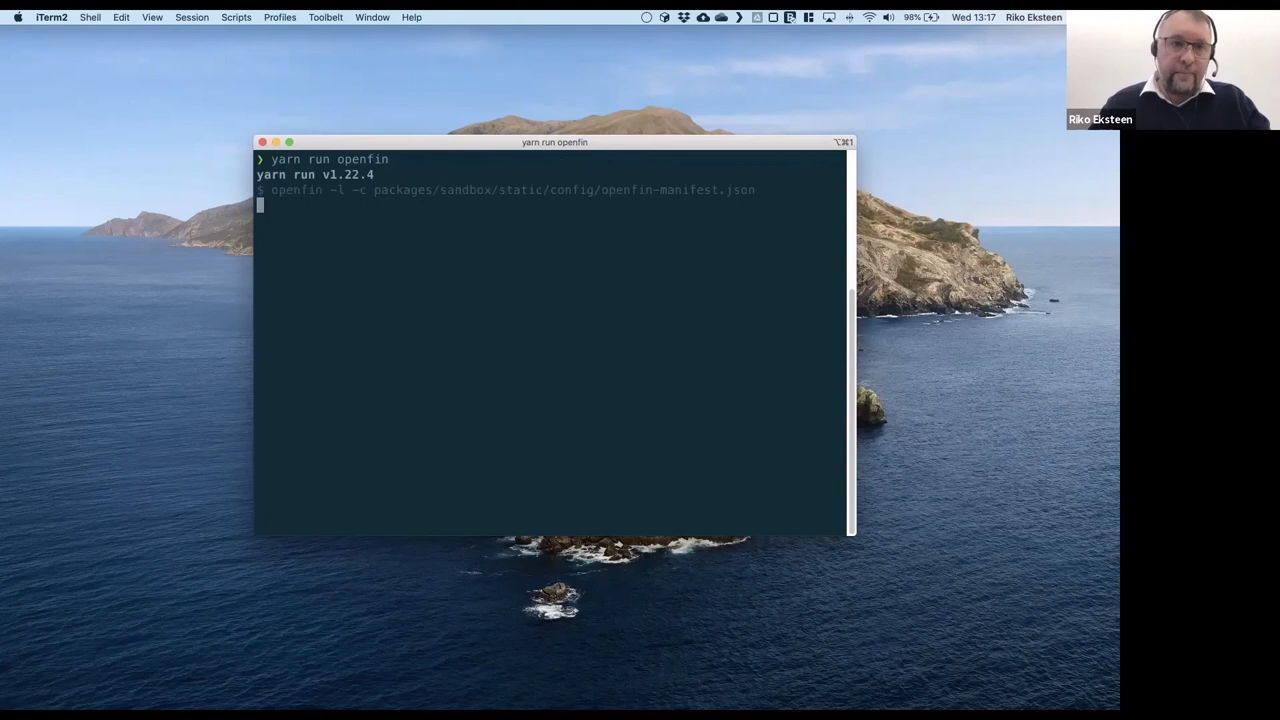 iTerm2 Shell Edit View Session Scripts Profiles Toolbelt Window Help 98% Wed 13:17 Riko Eksteen
Riko Eksteen
yarn run openfin ⌥⌘1
❯ yarn run openfin
yarn run v1.22.4
$ openfin -l -c packages/sandbox/static/config/openfin-manifest.json